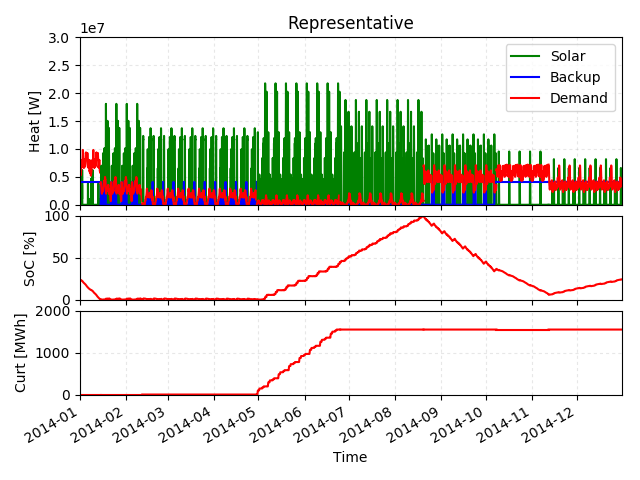 Representative
1e7
3.0
2.5
2.0
1.5
1.0
0.5
0.0
Heat [W]
Solar
Backup
Demand
100
50
0
SoC [%]
2000
1000
0
Curt [MWh]
2014-01
2014-02
2014-03
2014-04
2014-05
2014-06
2014-07
2014-08
2014-09
2014-10
2014-11
2014-12
Time